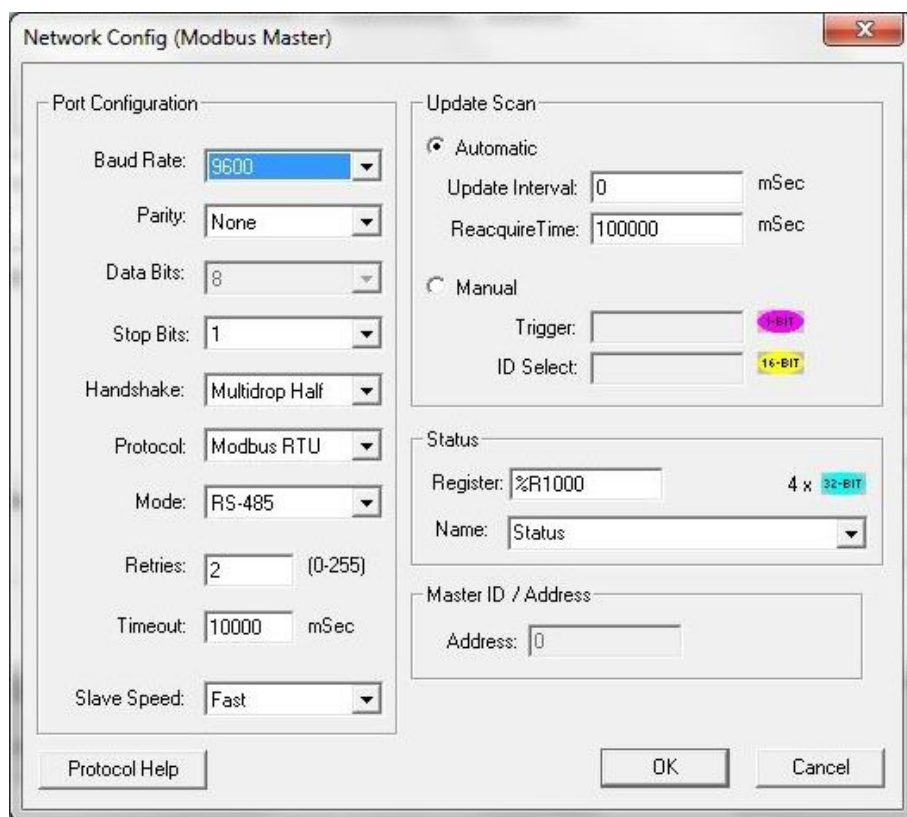 Network Config (Modbus Master)
Port Configuration
Baud Rate: 9600
Parity: None
Data Bits: 8
Stop Bits: 1
Handshake: Multidrop Half
Protocol: Modbus RTU
Mode: RS-485
Retries: 2 (0-255)
Timeout: 10000 mSec
Slave Speed: Fast
Protocol Help
Update Scan
Automatic
Update Interval: 0 mSec
ReacquireTime: 100000 mSec
Manual
Trigger: 1-BIT
ID Select: 16-BIT
Status
Register: %R1000 4 x 32-BIT
Name: Status
Master ID / Address
Address: 0
OK Cancel